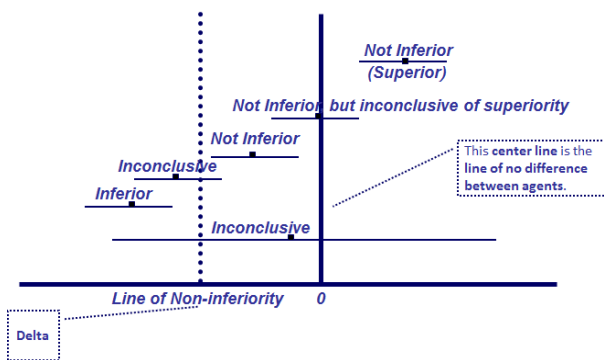 Not Inferior
(Superior)
Not Inferior but inconclusive of superiority
Not Inferior
This center line is the
line of no difference
between agents.
Inconclusive
Inferior
Inconclusive
Line of Non-inferiority
0
Delta